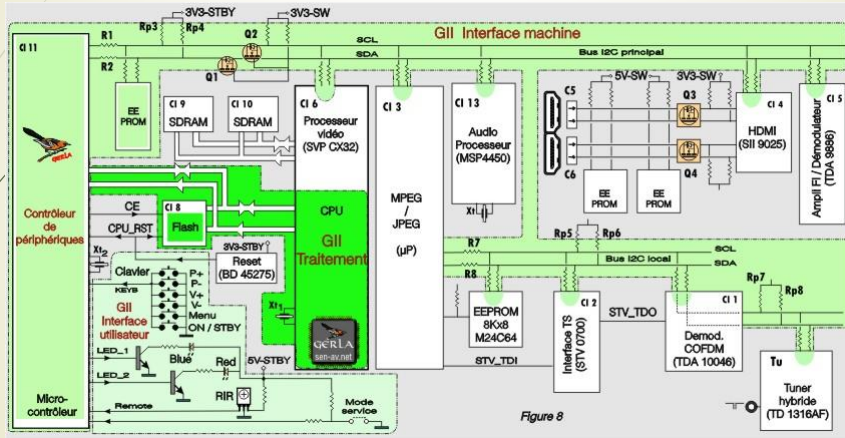 3V3-STBY
3V3-SW
Rp3
Rp4
Q2
CI 11
R1
R2
SCL
SDA
GII Interface machine
Bus I2C principal
Q1
EE PROM
CI 9
SDRAM
CI 10
SDRAM
CI 6
Processeur
vidéo
(SVP CX32)
CI 3
MPEG
/
JPEG
(µP)
CI 13
Audio
Processeur
(MSP4450)
Xt
5V-SW
3V3-SW
C5
Q3
C6
Q4
EE PROM
EE PROM
CI 4
HDMI
(SII 9025)
CI 5
Ampli FI / Démodulateur
(TDA 9886)
GERLA
Contrôleur
de
périphériques
CE
CPU_RST
CI 8
Flash
CPU
GII
Traitement
3V3-STBY
Reset
(BD 45275)
Xt2
Xt1
Clavier
KEYB
P+
P-
V+
V-
Menu
ON / STBY
GII
Interface
utilisateur
GERLA
sen-av.net
LED_1
Blue
LED_2
Red
5V-STBY
RIR
Remote
Mode
service
Micro-
contrôleur
Rp5
Rp6
R7
R8
SCL
Bus I2C local
SDA
Rp7
Rp8
EEPROM
8Kx8
M24C64
CI 2
Interface TS
(STV 0700)
STV_TDO
STV_TDI
CI 1
Demod.
COFDM
(TDA 10046)
Tu
Tuner
hybride
(TD 1316AF)
Figure 8